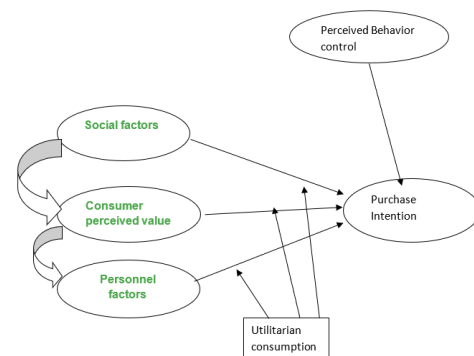 Perceived Behavior
control
Social factors
Consumer
perceived value
Purchase
Intention
Personnel
factors
Utilitarian
consumption